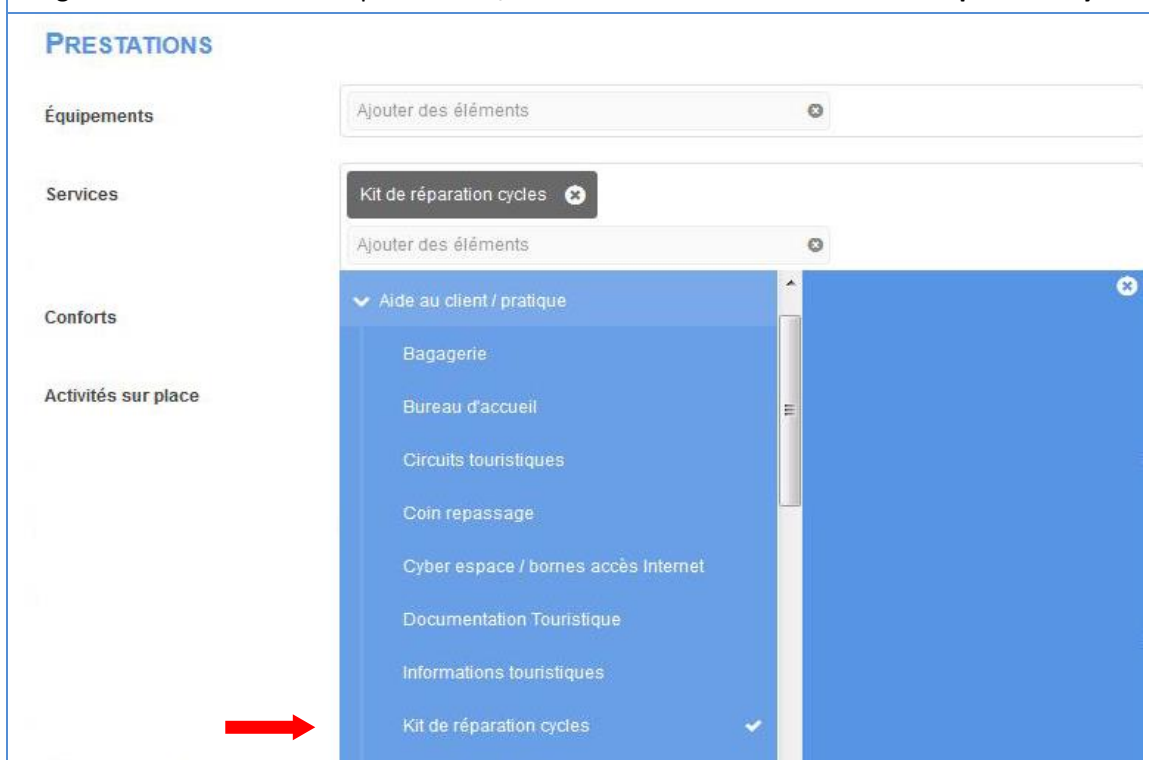 PRESTATIONS
Équipements
Ajouter des éléments
Services
Kit de réparation cycles
Ajouter des éléments
Aide au client / pratique
Conforts
Bagagerie
Activités sur place
Bureau d'accueil
Circuits touristiques
Coin repassage
Cyber espace / bornes accès Internet
Documentation Touristique
Informations touristiques
Kit de réparation cycles